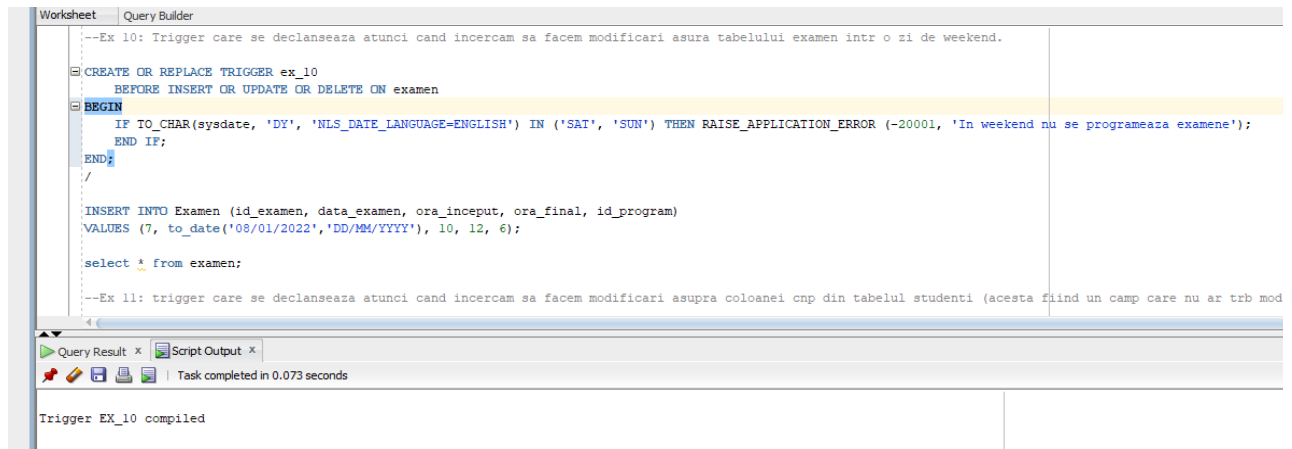 Worksheet Query Builder
--Ex 10: Trigger care se declanseaza atunci cand incercam sa facem modificari asura tabelului examen intr o zi de weekend.
CREATE OR REPLACE TRIGGER ex_10
BEFORE INSERT OR UPDATE OR DELETE ON examen
BEGIN
IF TO_CHAR(sysdate, 'DY', 'NLS_DATE_LANGUAGE=ENGLISH') IN ('SAT', 'SUN') THEN RAISE_APPLICATION_ERROR (-20001, 'In weekend nu se programeaza examene');
END IF;
END;
/
INSERT INTO Examen (id_examen, data_examen, ora_inceput, ora_final, id_program)
VALUES (7, to_date('08/01/2022','DD/MM/YYYY'), 10, 12, 6);
select * from examen;
--Ex 11: trigger care se declanseaza atunci cand incercam sa facem modificari asupra coloanei cnp din tabelul studenti (acesta fiind un camp care nu ar trb mod
Query Result x Script Output x
Task completed in 0.073 seconds
Trigger EX_10 compiled